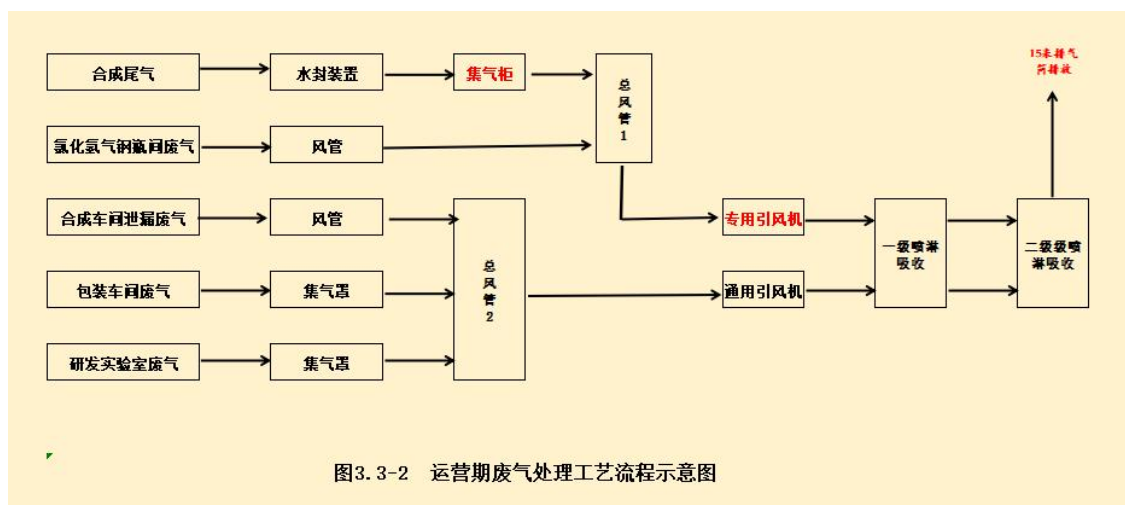 合成尾气
水封装置
集气柜
总风管1
15米排气
筒排放
氯化氢气钢瓶间废气
风管
合成车间泄漏废气
风管
总风管2
专用引风机
一级喷淋
吸收
二级级喷
淋吸收
包装车间废气
集气罩
通用引风机
研发实验室废气
集气罩
图3.3-2 运营期废气处理工艺流程示意图